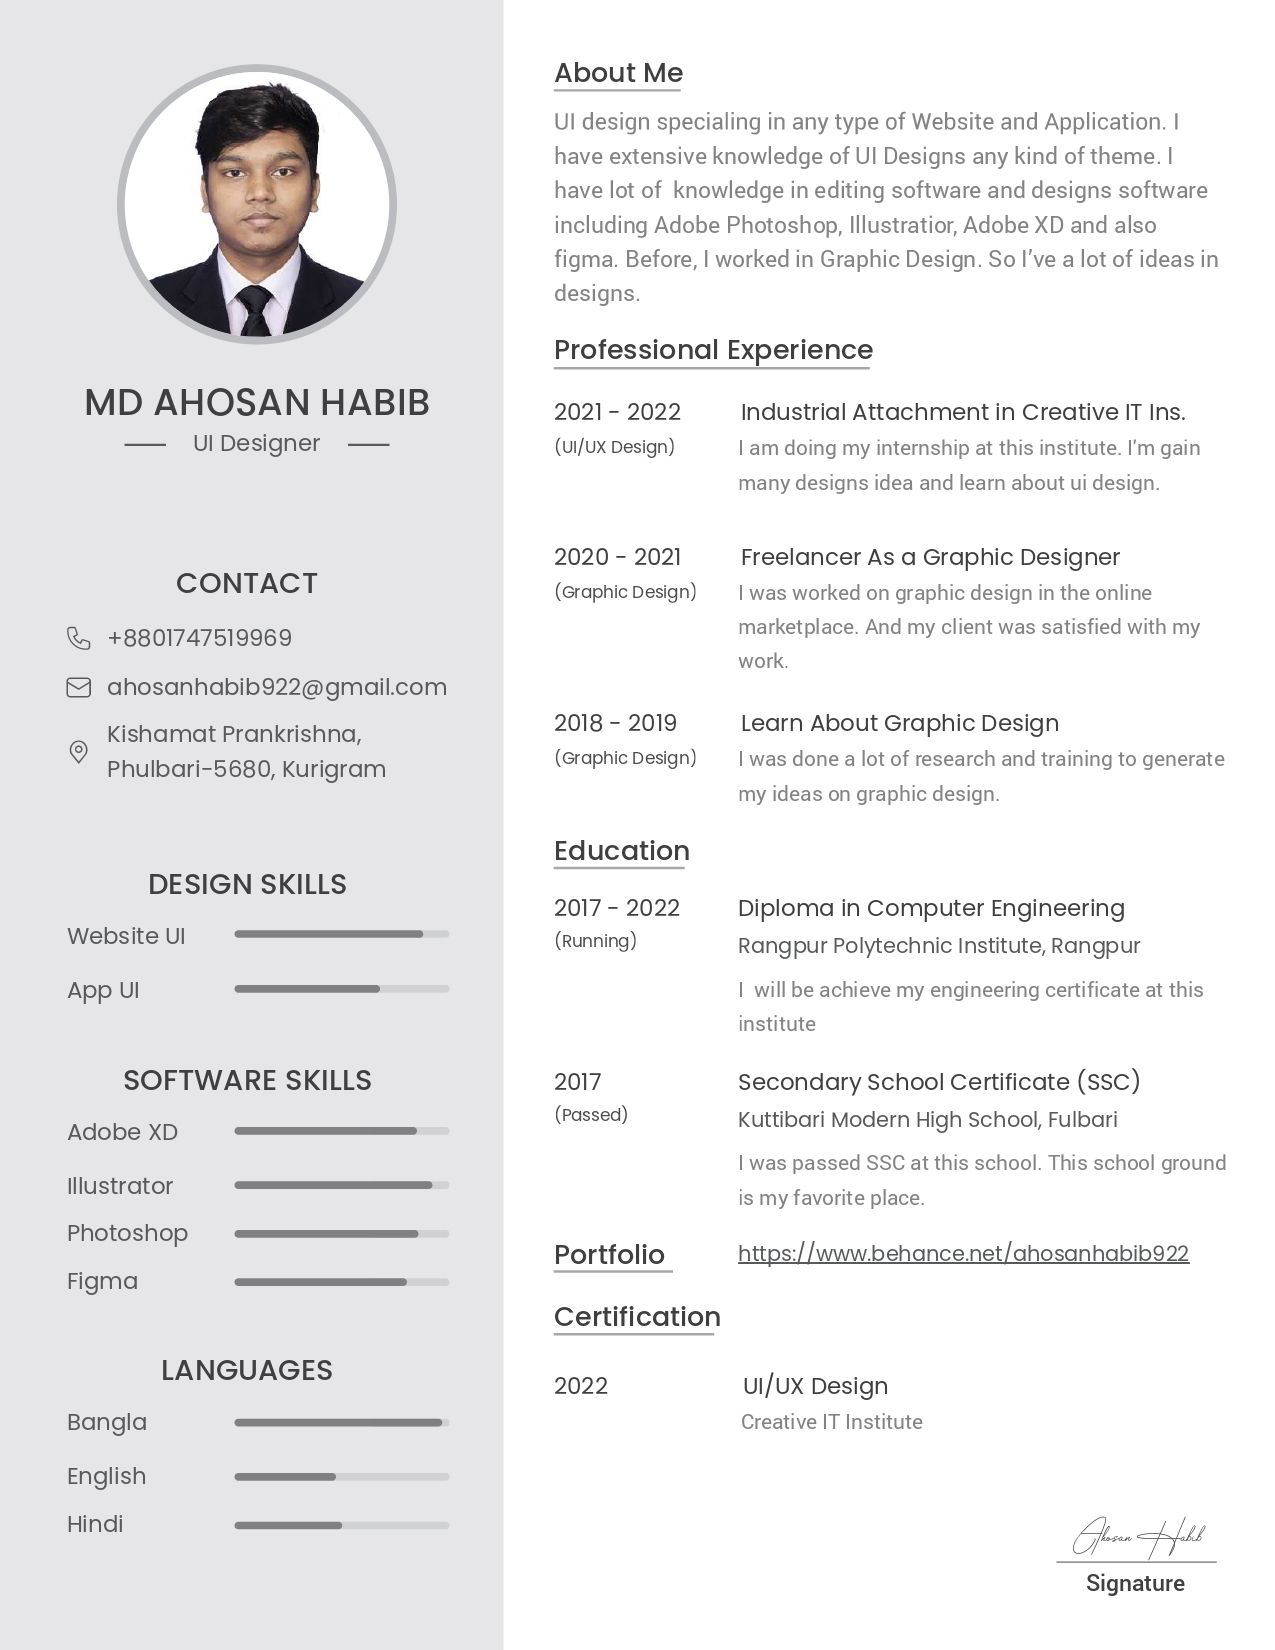 MD AHOSAN HABIB
UI Designer
CONTACT
+8801747519969
ahosanhabib922@gmail.com
Kishamat Prankrishna,
Phulbari-5680, Kurigram
DESIGN SKILLS
Website UI
App UI
SOFTWARE SKILLS
Adobe XD
Illustrator
Photoshop
Figma
LANGUAGES
Bangla
English
Hindi
About Me
UI design specialing in any type of Website and Application. I
have extensive knowledge of UI Designs any kind of theme. I
have lot of  knowledge in editing software and designs software
including Adobe Photoshop, Illustratior, Adobe XD and also
figma. Before, I worked in Graphic Design. So I’ve a lot of ideas in
designs.
Professional Experience
2021 - 2022 Industrial Attachment in Creative IT Ins.
(UI/UX Design) I am doing my internship at this institute. I'm gain
many designs idea and learn about ui design.
2020 - 2021 Freelancer As a Graphic Designer
(Graphic Design) I was worked on graphic design in the online
marketplace. And my client was satisfied with my
work.
2018 - 2019 Learn About Graphic Design
(Graphic Design) I was done a lot of research and training to generate
my ideas on graphic design.
Education
2017 - 2022 Diploma in Computer Engineering
(Running) Rangpur Polytechnic Institute, Rangpur
I  will be achieve my engineering certificate at this
institute
2017 Secondary School Certificate (SSC)
(Passed) Kuttibari Modern High School, Fulbari
I was passed SSC at this school. This school ground
is my favorite place.
Portfolio https://www.behance.net/ahosanhabib922
Certification
2022 UI/UX Design
Creative IT Institute
Ahosan Habib
Signature